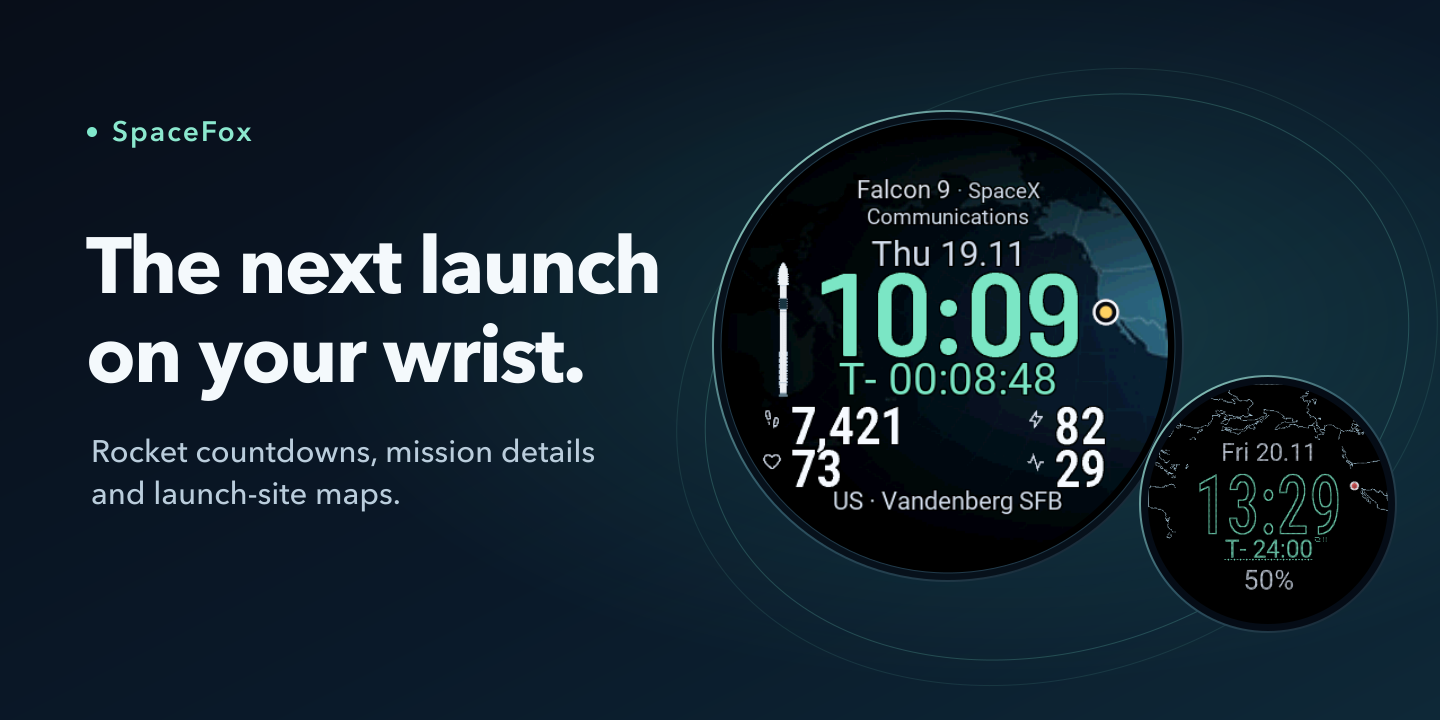 SpaceFox
The next launch
on your wrist.
Rocket countdowns, mission details
and launch-site maps.
Falcon 9 · SpaceX
Communications
Thu 19.11
10:09
T- 00:08:48
7,421 82
73 29
US · Vandenberg SFB
Fri 20.11
13:29
T- 24:00
50%